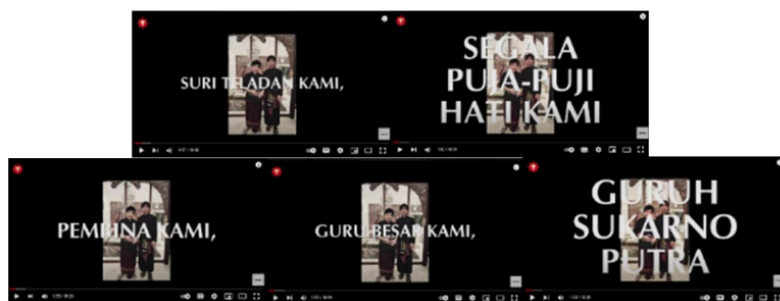 SURI TELADAN KAMI,
SEGALA
PUJA-PUJI
HATI KAMI
PEMBINA KAMI,
GURU BESAR KAMI,
GURUH
SUKARNO
PUTRA